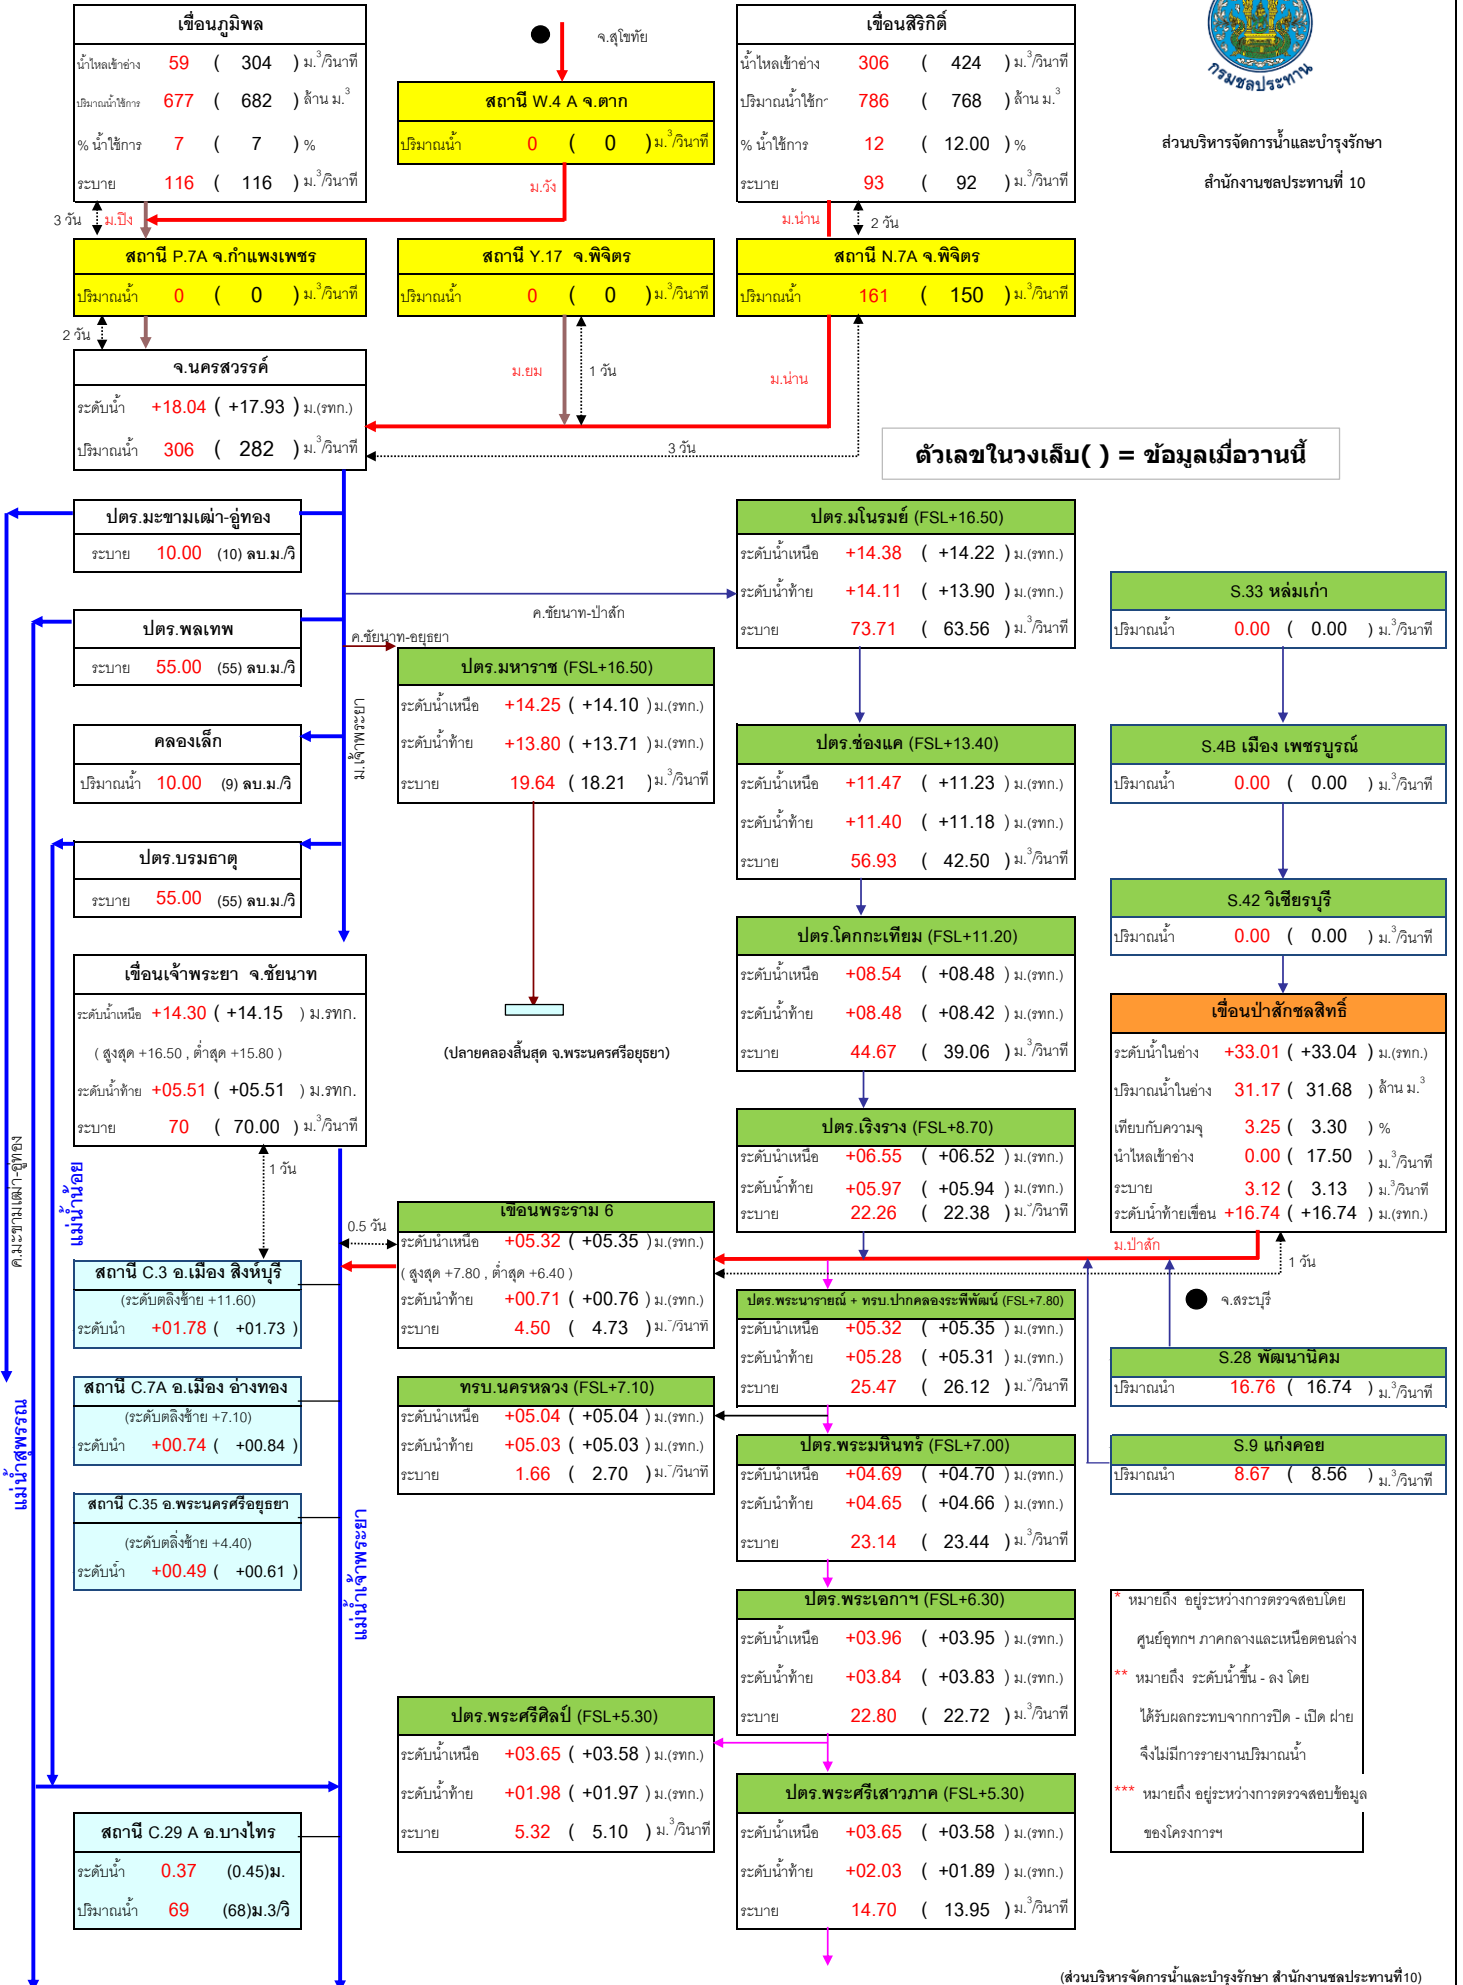 เขื่อนภูมิพล
น้ำไหลเข้าอ่าง 59 ( 304 ) ม.3/วินาที
ปริมาณน้ำใช้การ 677 ( 682 ) ล้าน ม.3
% น้ำใช้การ 7 ( 7 ) %
ระบาย 116 ( 116 ) ม.3/วินาที
จ.สุโขทัย
สถานี W.4 A จ.ตาก
ปริมาณน้ำ 0 ( 0 ) ม.3/วินาที
เขื่อนสิริกิติ์
น้ำไหลเข้าอ่าง 306 ( 424 ) ม.3/วินาที
ปริมาณน้ำใช้กา 786 ( 768 ) ล้าน ม.3
% น้ำใช้การ 12 ( 12.00 ) %
ระบาย 93 ( 92 ) ม.3/วินาที
กรมชลประทาน
ส่วนบริหารจัดการน้ำและบำรุงรักษา
สำนักงานชลประทานที่ 10
3 วัน ม.ปิง
ม.วัง
ม.น่าน
2 วัน
สถานี P.7A จ.กำแพงเพชร
ปริมาณน้ำ 0 ( 0 ) ม.3/วินาที
สถานี Y.17 จ.พิจิตร
ปริมาณน้ำ 0 ( 0 ) ม.3/วินาที
สถานี N.7A จ.พิจิตร
ปริมาณน้ำ 161 ( 150 ) ม.3/วินาที
2 วัน
ม.ยม
1 วัน
ม.น่าน
จ.นครสวรรค์
ระดับน้ำ +18.04 ( +17.93 ) ม.(รทก.)
ปริมาณน้ำ 306 ( 282 ) ม.3/วินาที
3 วัน
ตัวเลขในวงเล็บ( ) = ข้อมูลเมื่อวานนี้
ปตร.มะขามเฒ่า-อู่ทอง
ระบาย 10.00 (10) ลบ.ม./วิ
ปตร.พลเทพ
ระบาย 55.00 (55) ลบ.ม./วิ
คลองเล็ก
ปริมาณน้ำ 10.00 (9) ลบ.ม./วิ
ปตร.บรมธาตุ
ระบาย 55.00 (55) ลบ.ม./วิ
ค.ชัยนาท-ป่าสัก
ค.ชัยนาท-อยุธยา
ม.เจ้าพระยา
ปตร.มหาราช (FSL+16.50)
ระดับน้ำเหนือ +14.25 ( +14.10 ) ม.(รทก.)
ระดับน้ำท้าย +13.80 ( +13.71 ) ม.(รทก.)
ระบาย 19.64 ( 18.21 ) ม.3/วินาที
(ปลายคลองสิ้นสุด จ.พระนครศรีอยุธยา)
ปตร.มโนรมย์ (FSL+16.50)
ระดับน้ำเหนือ +14.38 ( +14.22 ) ม.(รทก.)
ระดับน้ำท้าย +14.11 ( +13.90 ) ม.(รทก.)
ระบาย 73.71 ( 63.56 ) ม.3/วินาที
ปตร.ช่องแค (FSL+13.40)
ระดับน้ำเหนือ +11.47 ( +11.23 ) ม.(รทก.)
ระดับน้ำท้าย +11.40 ( +11.18 ) ม.(รทก.)
ระบาย 56.93 ( 42.50 ) ม.3/วินาที
ปตร.โคกกะเทียม (FSL+11.20)
ระดับน้ำเหนือ +08.54 ( +08.48 ) ม.(รทก.)
ระดับน้ำท้าย +08.48 ( +08.42 ) ม.(รทก.)
ระบาย 44.67 ( 39.06 ) ม.3/วินาที
ปตร.เริงราง (FSL+8.70)
ระดับน้ำเหนือ +06.55 ( +06.52 ) ม.(รทก.)
ระดับน้ำท้าย +05.97 ( +05.94 ) ม.(รทก.)
ระบาย 22.26 ( 22.38 ) ม.3/วินาที
S.33 หล่มเก่า
ปริมาณน้ำ 0.00 ( 0.00 ) ม.3/วินาที
S.4B เมือง เพชรบูรณ์
ปริมาณน้ำ 0.00 ( 0.00 ) ม.3/วินาที
S.42 วิเชียรบุรี
ปริมาณน้ำ 0.00 ( 0.00 ) ม.3/วินาที
เขื่อนป่าสักชลสิทธิ์
ระดับน้ำในอ่าง +33.01 ( +33.04 ) ม.(รทก.)
ปริมาณน้ำในอ่าง 31.17 ( 31.68 ) ล้าน ม.3
เทียบกับความจุ 3.25 ( 3.30 ) %
น้ำไหลเข้าอ่าง 0.00 ( 17.50 ) ม.3/วินาที
ระบาย 3.12 ( 3.13 ) ม.3/วินาที
ระดับน้ำท้ายเขื่อน +16.74 ( +16.74 ) ม.(รทก.)
เขื่อนเจ้าพระยา จ.ชัยนาท
ระดับน้ำเหนือ +14.30 ( +14.15 ) ม.รทก.
( สูงสุด +16.50 , ต่ำสุด +15.80 )
ระดับน้ำท้าย +05.51 ( +05.51 ) ม.รทก.
ระบาย 70 ( 70.00 ) ม.3/วินาที
ค.มะขามเฒ่า-อู่ทอง
แม่น้ำน้อย
แม่น้ำสุพรรณ
แม่น้ำเจ้าพระยา
1 วัน
0.5 วัน
เขื่อนพระราม 6
ระดับน้ำเหนือ +05.32 ( +05.35 ) ม.(รทก.)
( สูงสุด +7.80 , ต่ำสุด +6.40 )
ระดับน้ำท้าย +00.71 ( +00.76 ) ม.(รทก.)
ระบาย 4.50 ( 4.73 ) ม.3/วินาที
ม.ป่าสัก
1 วัน
จ.สระบุรี
สถานี C.3 อ.เมือง สิงห์บุรี
(ระดับตลิ่งซ้าย +11.60)
ระดับน้ำ +01.78 ( +01.73 )
สถานี C.7A อ.เมือง อ่างทอง
(ระดับตลิ่งซ้าย +7.10)
ระดับน้ำ +00.74 ( +00.84 )
สถานี C.35 อ.พระนครศรีอยุธยา
(ระดับตลิ่งซ้าย +4.40)
ระดับน้ำ +00.49 ( +00.61 )
ทรบ.นครหลวง (FSL+7.10)
ระดับน้ำเหนือ +05.04 ( +05.04 ) ม.(รทก.)
ระดับน้ำท้าย +05.03 ( +05.03 ) ม.(รทก.)
ระบาย 1.66 ( 2.70 ) ม.3/วินาที
ปตร.พระนารายณ์ + ทรบ.ปากคลองระพีพัฒน์ (FSL+7.80)
ระดับน้ำเหนือ +05.32 ( +05.35 ) ม.(รทก.)
ระดับน้ำท้าย +05.28 ( +05.31 ) ม.(รทก.)
ระบาย 25.47 ( 26.12 ) ม.3/วินาที
ปตร.พระมหินทร์ (FSL+7.00)
ระดับน้ำเหนือ +04.69 ( +04.70 ) ม.(รทก.)
ระดับน้ำท้าย +04.65 ( +04.66 ) ม.(รทก.)
ระบาย 23.14 ( 23.44 ) ม.3/วินาที
S.28 พัฒนานิคม
ปริมาณน้ำ 16.76 ( 16.74 ) ม.3/วินาที
S.9 แก่งคอย
ปริมาณน้ำ 8.67 ( 8.56 ) ม.3/วินาที
ปตร.พระเอกาฯ (FSL+6.30)
ระดับน้ำเหนือ +03.96 ( +03.95 ) ม.(รทก.)
ระดับน้ำท้าย +03.84 ( +03.83 ) ม.(รทก.)
ระบาย 22.80 ( 22.72 ) ม.3/วินาที
* หมายถึง อยู่ระหว่างการตรวจสอบโดย
ศูนย์อุทกฯ ภาคกลางและเหนือตอนล่าง
** หมายถึง ระดับน้ำขึ้น - ลง โดย
ได้รับผลกระทบจากการปิด - เปิด ฝาย
จึงไม่มีการรายงานปริมาณน้ำ
*** หมายถึง อยู่ระหว่างการตรวจสอบข้อมูล
ของโครงการฯ
ปตร.พระศรีศิลป์ (FSL+5.30)
ระดับน้ำเหนือ +03.65 ( +03.58 ) ม.(รทก.)
ระดับน้ำท้าย +01.98 ( +01.97 ) ม.(รทก.)
ระบาย 5.32 ( 5.10 ) ม.3/วินาที
ปตร.พระศรีเสาวภาค (FSL+5.30)
ระดับน้ำเหนือ +03.65 ( +03.58 ) ม.(รทก.)
ระดับน้ำท้าย +02.03 ( +01.89 ) ม.(รทก.)
ระบาย 14.70 ( 13.95 ) ม.3/วินาที
สถานี C.29 A อ.บางไทร
ระดับน้ำ 0.37 (0.45)ม.
ปริมาณน้ำ 69 (68)ม.3/วิ
(ส่วนบริหารจัดการน้ำและบำรุงรักษา สำนักงานชลประทานที่10)